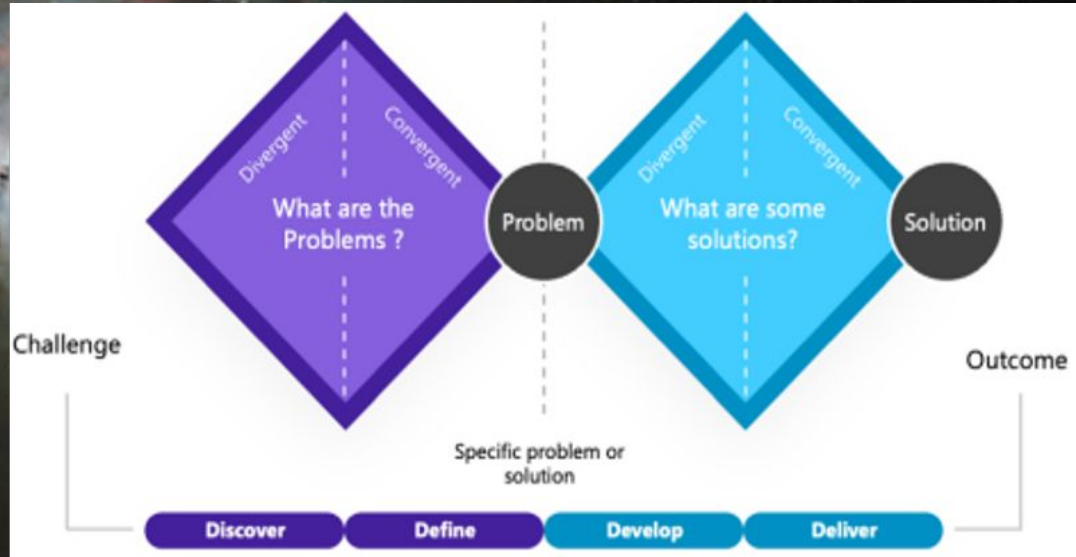 Divergent
Convergent
What are the
Problems ?
Problem
Divergent
Convergent
What are some
solutions?
Solution
Challenge
Outcome
Specific problem or
solution
Discover
Define
Develop
Deliver